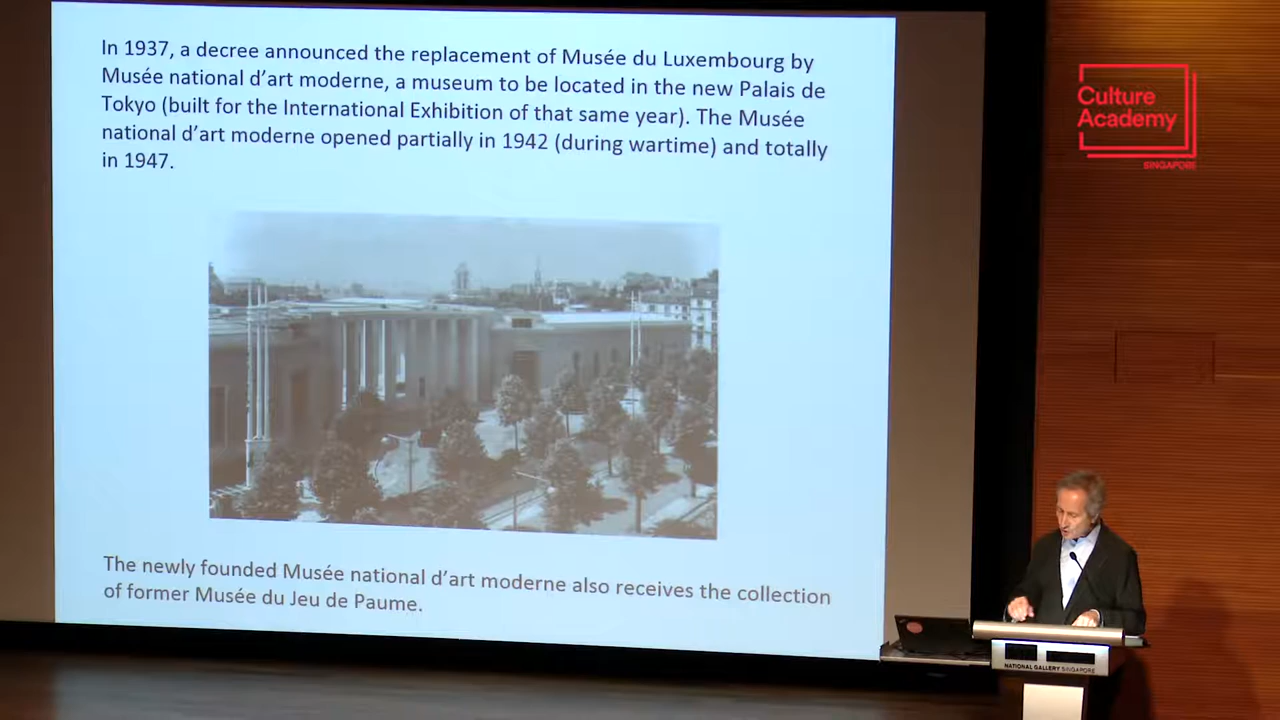 In 1937, a decree announced the replacement of Musée du Luxembourg by
Musée national d'art moderne, a museum to be located in the new Palais de
Tokyo (built for the International Exhibition of that same year). The Musée
national d'art moderne opened partially in 1942 (during wartime) and totally
in 1947.
The newly founded Musée national d'art moderne also receives the collection
of former Musée du Jeu de Paume.
Culture
Academy
SINGAPORE
NATIONAL GALLERY SINGAPORE